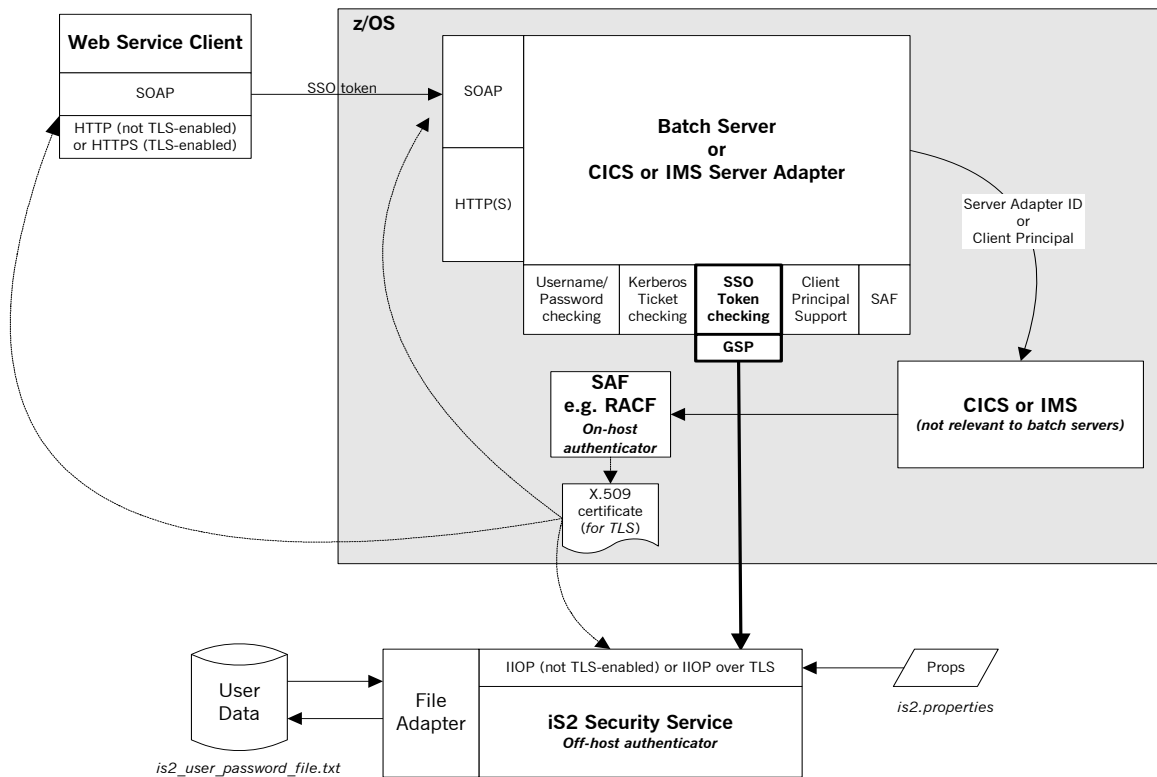 z/OS
Web Service Client
SOAP
HTTP (not TLS-enabled)
or HTTPS (TLS-enabled)
SSO token
SOAP
HTTP(S)
Batch Server
or
CICS or IMS Server Adapter
Server Adapter ID
or
Client Principal
Username/
Password
checking
Kerberos
Ticket
checking
SSO
Token
checking
Client
Principal
Support
SAF
GSP
SAF
e.g. RACF
On-host
authenticator
CICS or IMS
(not relevant to batch servers)
X.509
certificate
(for TLS)
User
Data
is2_user_password_file.txt
File
Adapter
IIOP (not TLS-enabled) or IIOP over TLS
iS2 Security Service
Off-host authenticator
Props
is2.properties